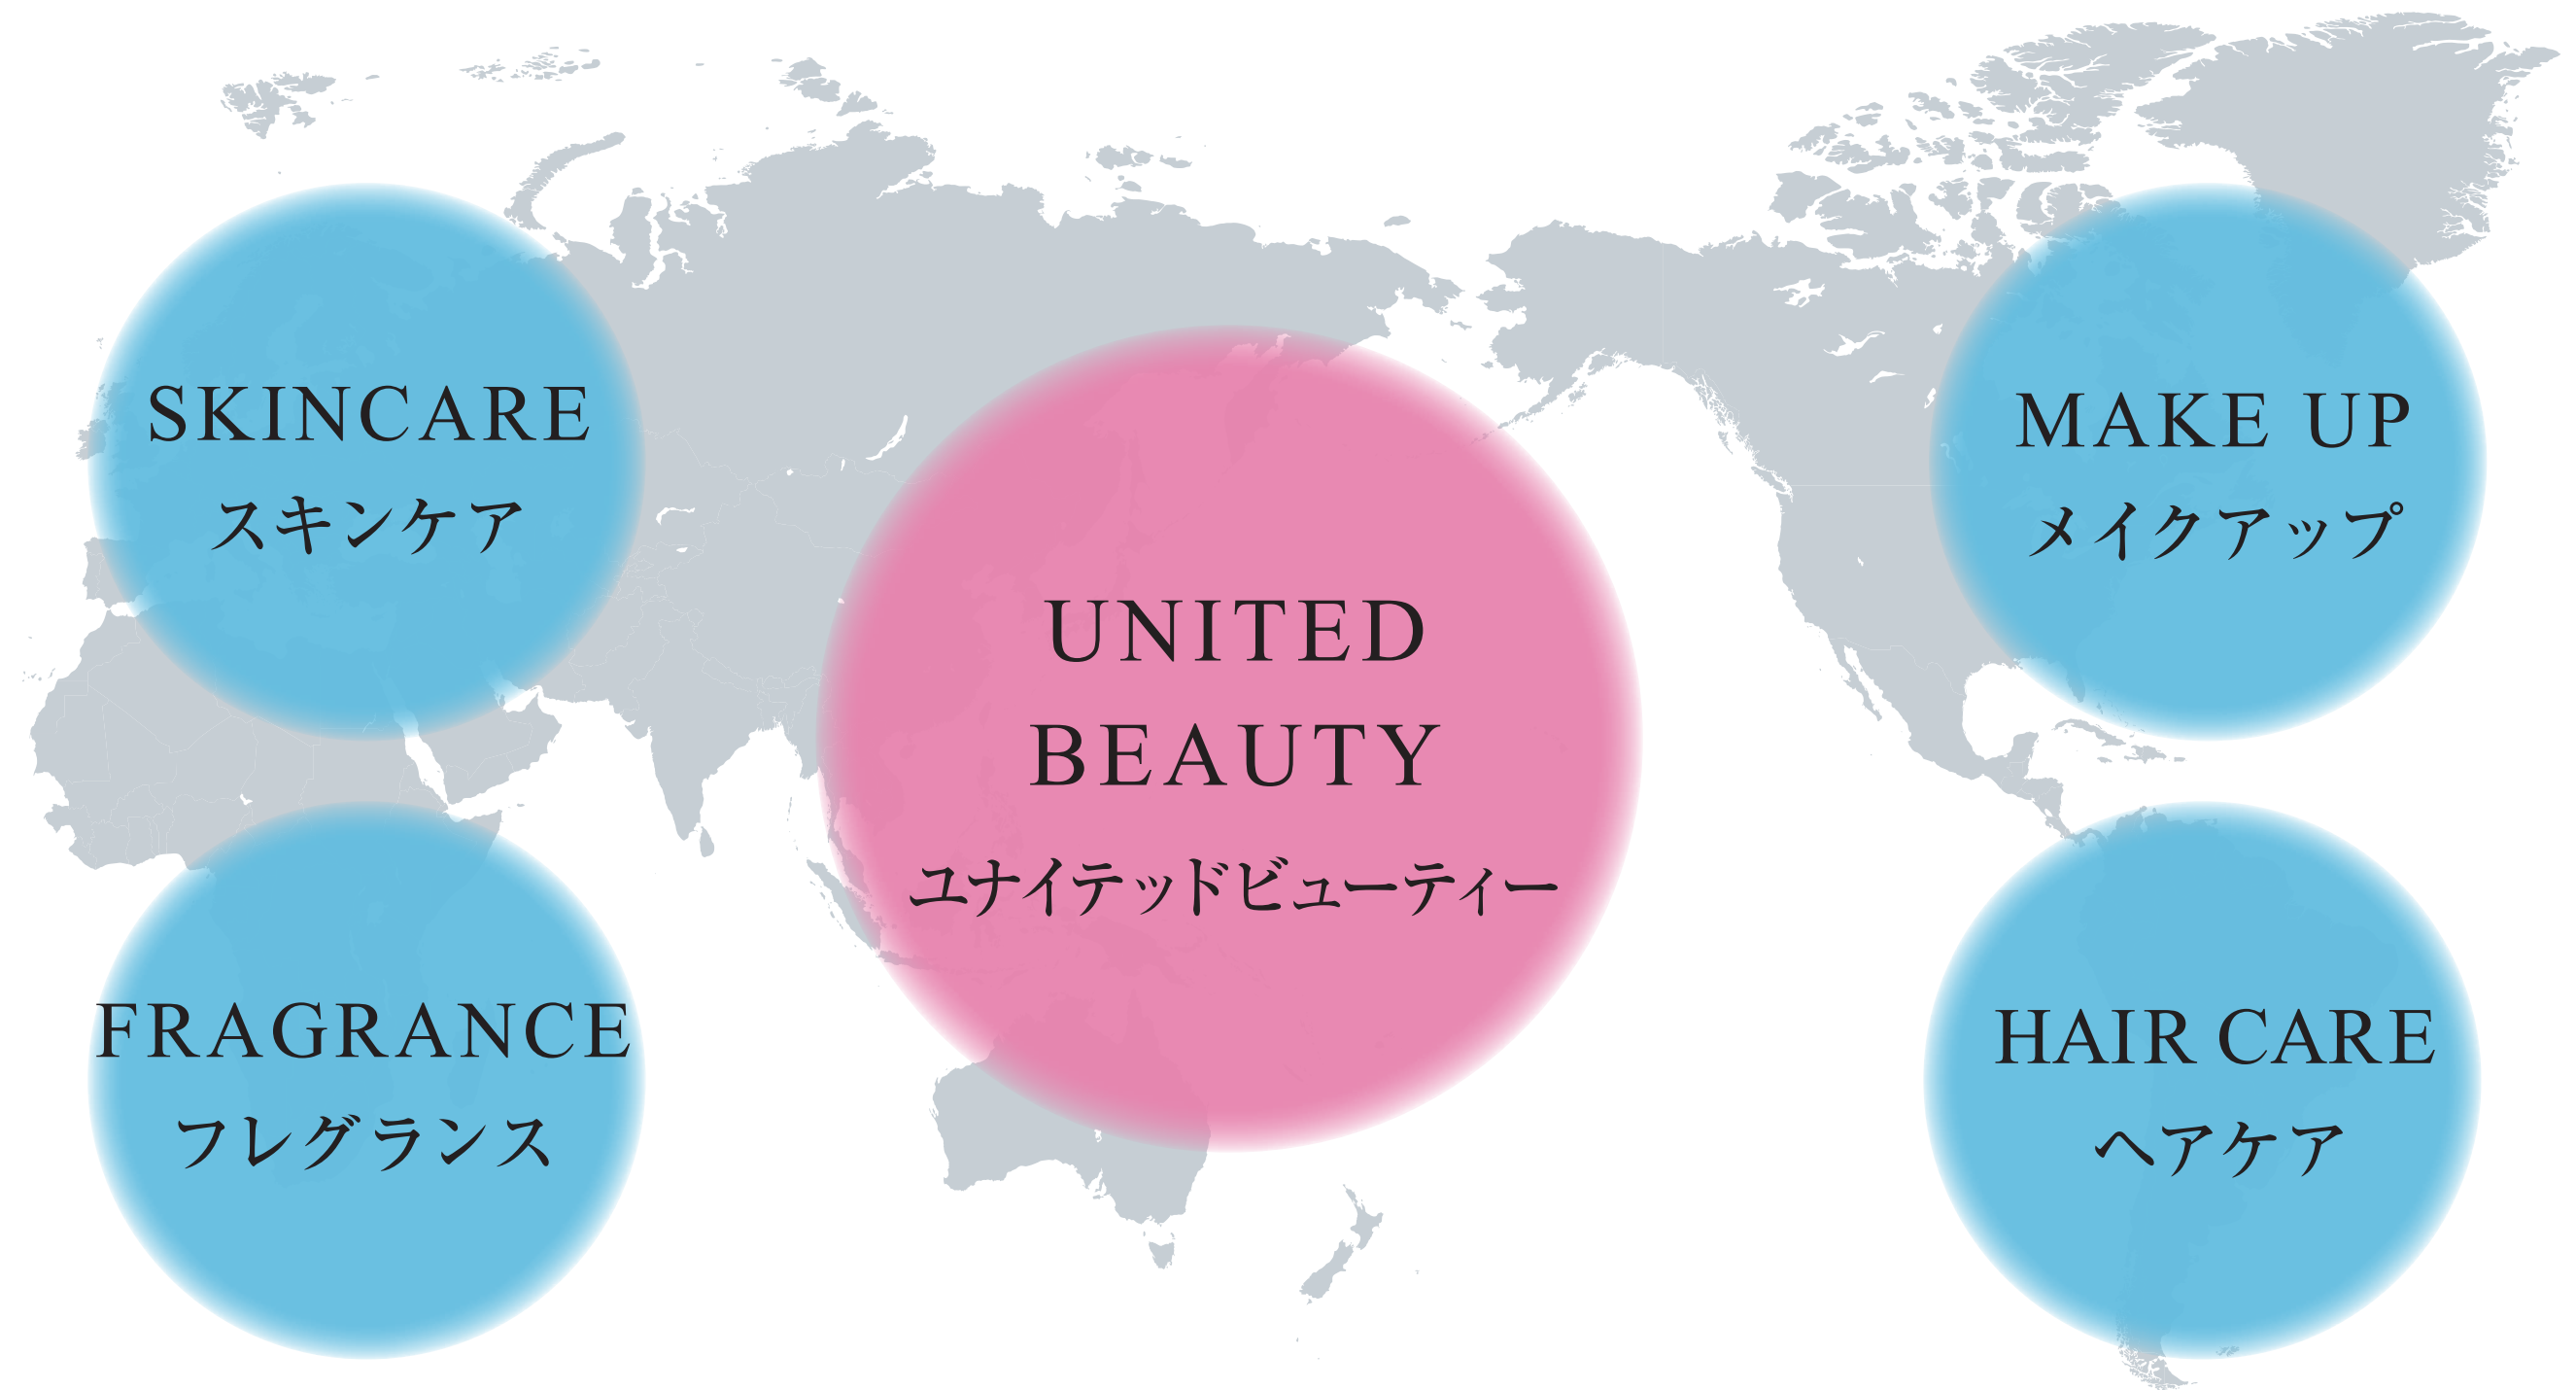 SKINCARE
スキンケア
MAKE UP
メイクアップ
UNITED
BEAUTY
ユナイテッドビューティー
FRAGRANCE
フレグランス
HAIR CARE
ヘアケア